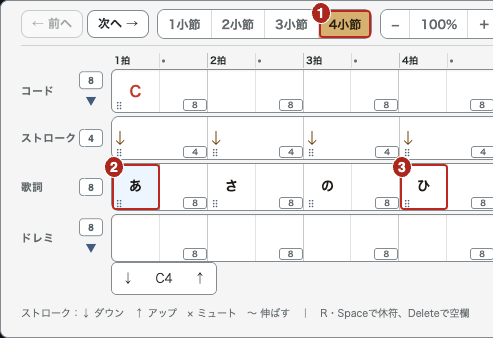 ← 前へ 次へ → 1小節 2小節 3小節 4小節 − 100% +
1
1拍 • 2拍 • 3拍 • 4拍 •
コード 8 ▼ C 8 8 8 8
ストローク 4 ↓ ↓ ↓ ↓ 4 4 4 4
2 3
歌詞 8 あ さ の ひ 8 8 8
ドレミ 8 ▼ 8 8 8 8
↓ C4 ↑
ストローク：↓ ダウン ↑ アップ × ミュート 〜 伸ばす | R・Spaceで休符、Deleteで空欄